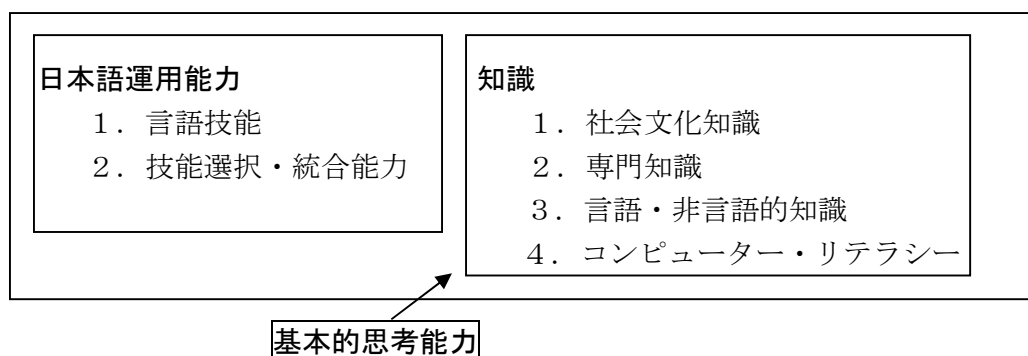 日本語運用能力
１．言語技能
２．技能選択・統合能力
知識
１．社会文化知識
２．専門知識
３．言語・非言語的知識
４．コンピューター・リテラシー
基本的思考能力